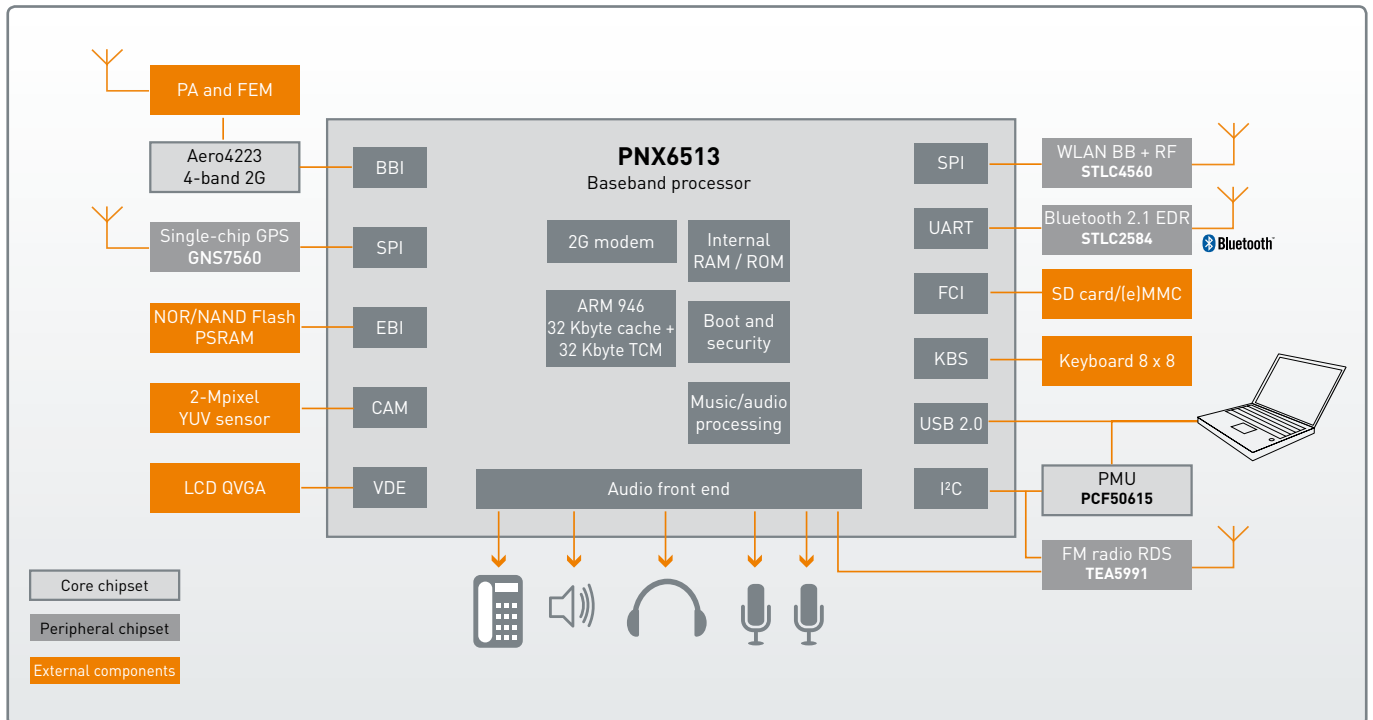 PA and FEM
Aero4223
4-band 2G
Single-chip GPS
GNS7560
NOR/NAND Flash
PSRAM
2-Mpixel
YUV sensor
LCD QVGA
BBI
SPI
EBI
CAM
VDE
PNX6513
Baseband processor
2G modem
Internal
RAM / ROM
ARM 946
32 Kbyte cache +
32 Kbyte TCM
Boot and
security
Music/audio
processing
Audio front end
SPI
UART
FCI
KBS
USB 2.0
I²C
WLAN BB + RF
STLC4560
Bluetooth 2.1 EDR
STLC2584
Bluetooth
SD card/(e)MMC
Keyboard 8 x 8
PMU
PCF50615
FM radio RDS
TEA5991
Core chipset
Peripheral chipset
External components